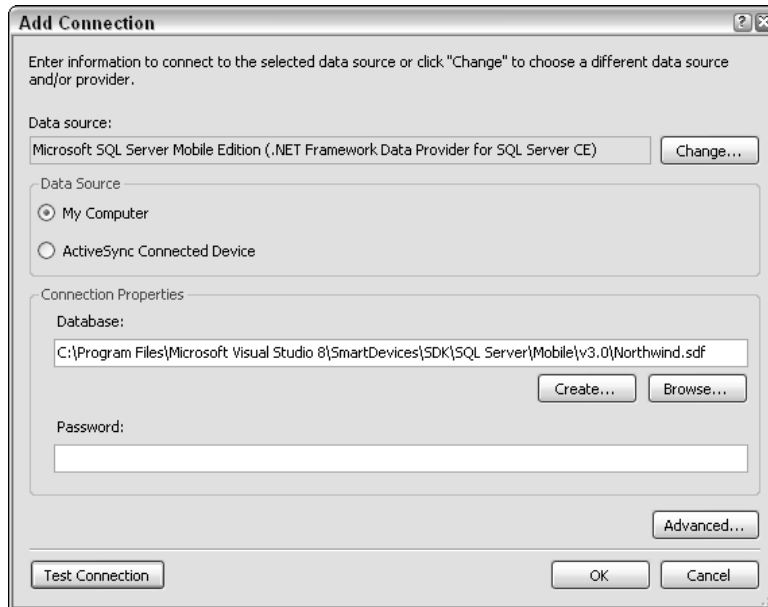 Add Connection
Enter information to connect to the selected data source or click "Change" to choose a different data source
and/or provider.
Data source:
Microsoft SQL Server Mobile Edition (.NET Framework Data Provider for SQL Server CE)
Change...
Data Source
My Computer
ActiveSync Connected Device
Connection Properties
Database:
C:\Program Files\Microsoft Visual Studio 8\SmartDevices\SDK\SQL Server\Mobile\v3.0\Northwind.sdf
Create...
Browse...
Password:
Advanced...
Test Connection
OK
Cancel